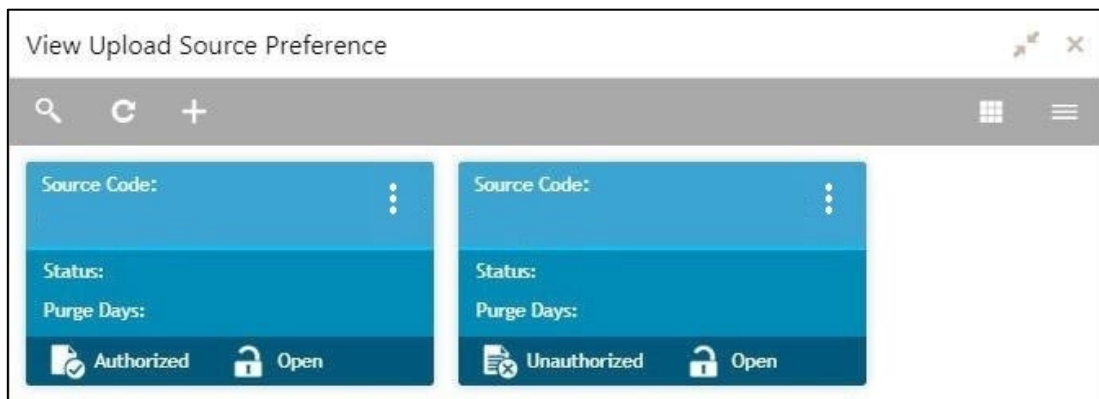 View Upload Source Preference
Source Code:
Status:
Purge Days:
Authorized Open
Source Code:
Status:
Purge Days:
Unauthorized Open